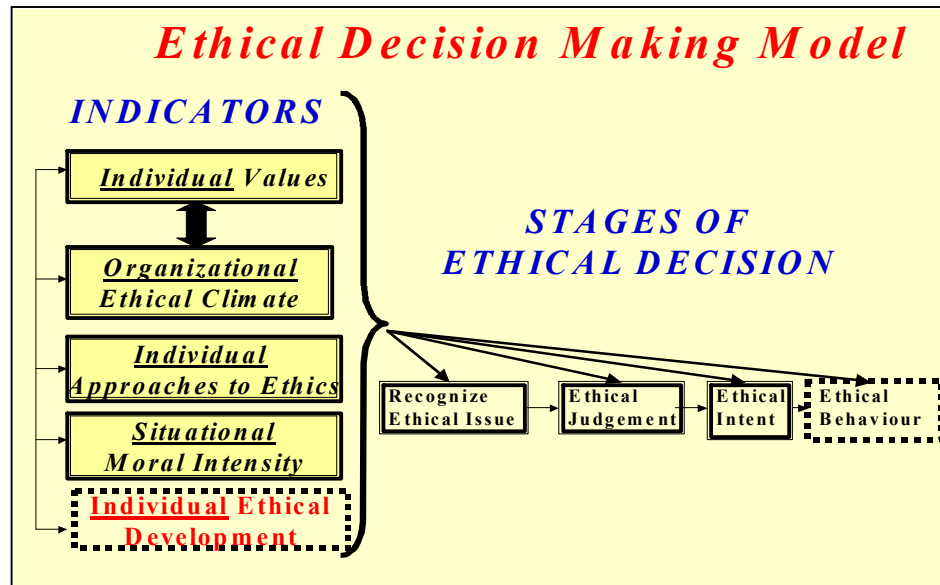 Ethical Decision Making Model
INDICATORS
Individual Values
Organizational
Ethical Climate
Individual
Approaches to Ethics
Situational
Moral Intensity
Individual Ethical
Development
STAGES OF
ETHICAL DECISION
Recognize
Ethical Issue
Ethical
Judgement
Ethical
Intent
Ethical
Behaviour